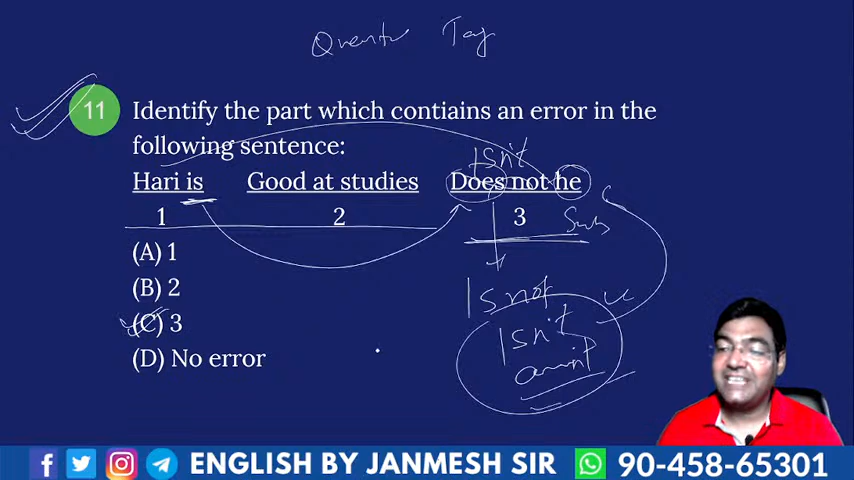 Question Tag
11 Identify the part which contiains an error in the
following sentence:
Isn't
Hari is Good at studies Does not he
1 2 3 Sub
(A) 1
(B) 2
Is not
(C) 3
Isn't
(D) No error
ENGLISH BY JANMESH SIR 90-458-65301